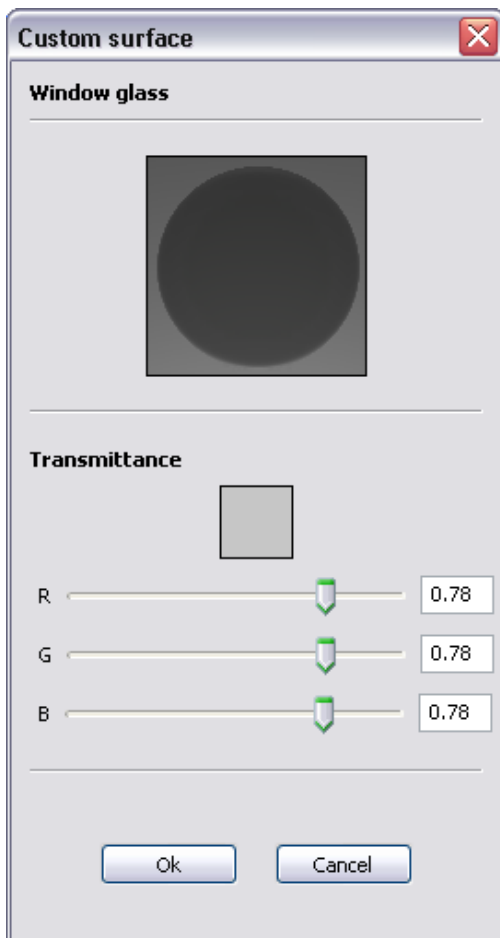 Custom surface
Window glass
Transmittance
R 0.78
G 0.78
B 0.78
Ok Cancel